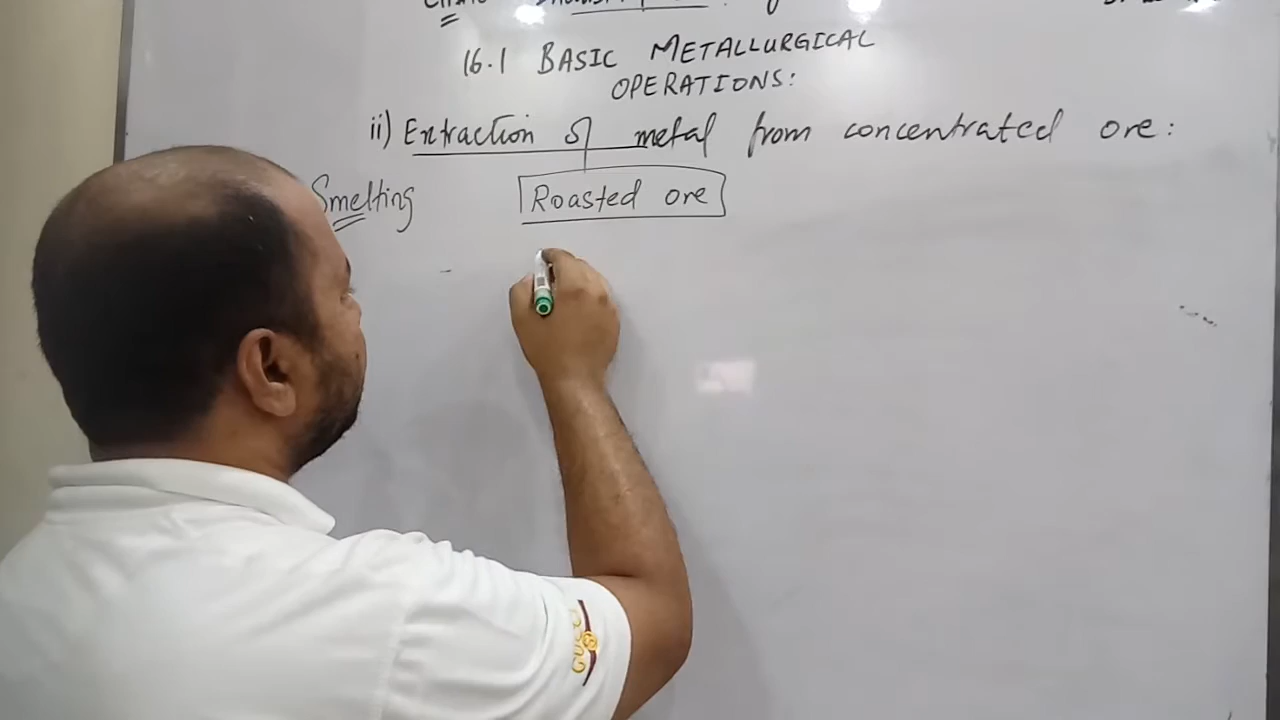 16.1 BASIC METALLURGICAL
OPERATIONS:
ii) Extraction of metal from concentrated ore:
Smelting
Roasted ore